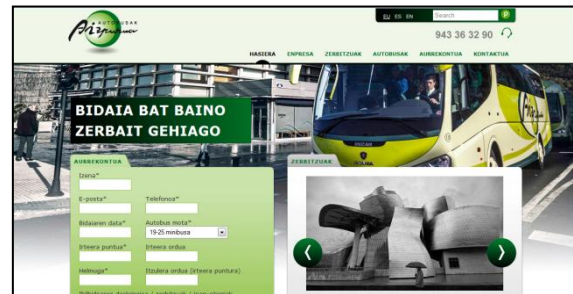 AUTOBUSAK
EU ES EN
Search
943 36 32 90
HASIERA ENPRESA ZERBITZUAK AUTOBUSAK AURREKONTUA KONTAKTUA
BIDAIA BAT BAINO
ZERBAIT GEHIAGO
AURREKONTUA
Izena*
E-posta*
Telefonoa*
Bidaiaren data*
Autobus mota*
19-25 minibusa
Irteera puntua*
Irteera ordua
Helmuga*
Itzulera ordua (irteera puntura)
ZERBITZUAK